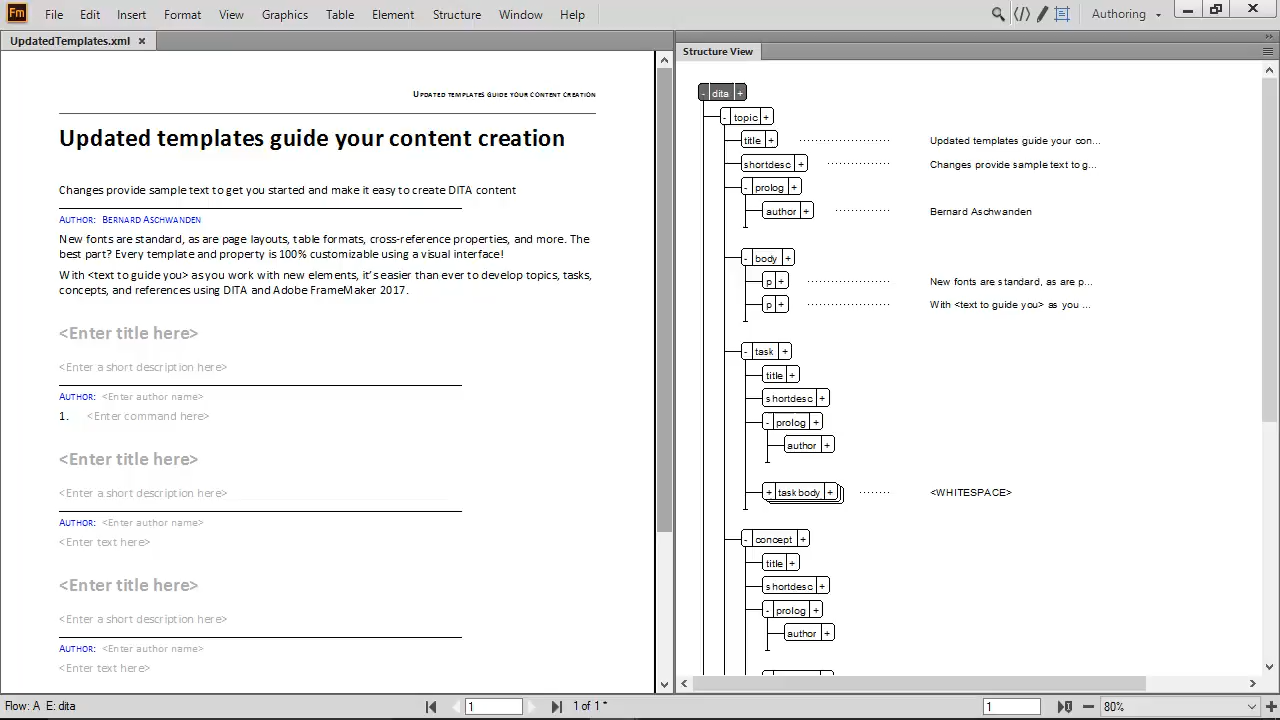 Fm File Edit Insert Format View Graphics Table Element Structure Window Help Authoring
UpdatedTemplates.xml
UPDATED TEMPLATES GUIDE YOUR CONTENT CREATION
Updated templates guide your content creation
Changes provide sample text to get you started and make it easy to create DITA content
AUTHOR: BERNARD ASCHWANDEN
New fonts are standard, as are page layouts, table formats, cross-reference properties, and more. The
best part? Every template and property is 100% customizable using a visual interface!
With <text to guide you> as you work with new elements, it's easier than ever to develop topics, tasks,
concepts, and references using DITA and Adobe FrameMaker 2017.
<Enter title here>
<Enter a short description here>
AUTHOR: <Enter author name>
1. <Enter command here>
<Enter title here>
<Enter a short description here>
AUTHOR: <Enter author name>
<Enter text here>
<Enter title here>
<Enter a short description here>
AUTHOR: <Enter author name>
<Enter text here>
Structure View
- dita +
- topic +
title + Updated templates guide your con...
shortdesc + Changes provide sample text to g...
- prolog +
author + Bernard Aschwanden
- body +
p + New fonts are standard, as are p...
p + With <text to guide you> as you ...
- task +
title +
shortdesc +
- prolog +
author +
+ taskbody + <WHITESPACE>
- concept +
title +
shortdesc +
- prolog +
author +
Flow: A E: dita 1 1 of 1 * 1 80%